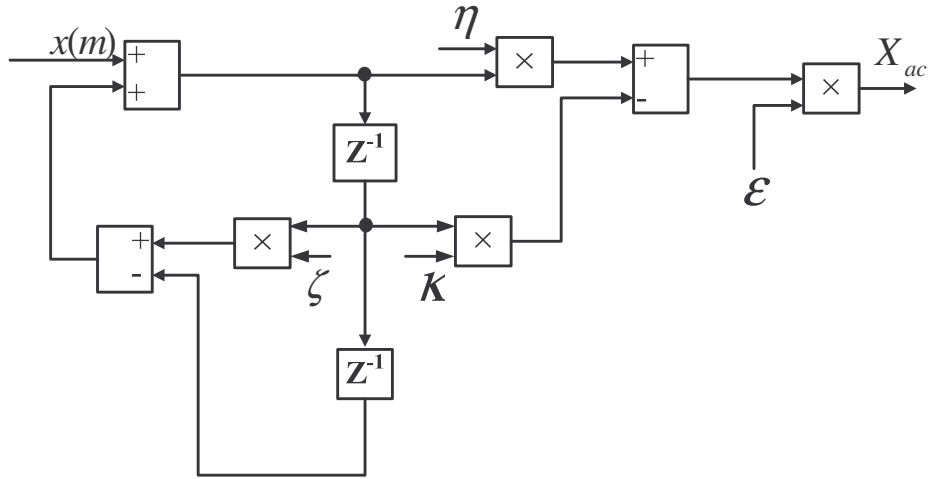 x(m)
+
+
η
×
+
-
×
X_ac
ε
Z⁻¹
+
-
×
ζ
κ
×
Z⁻¹